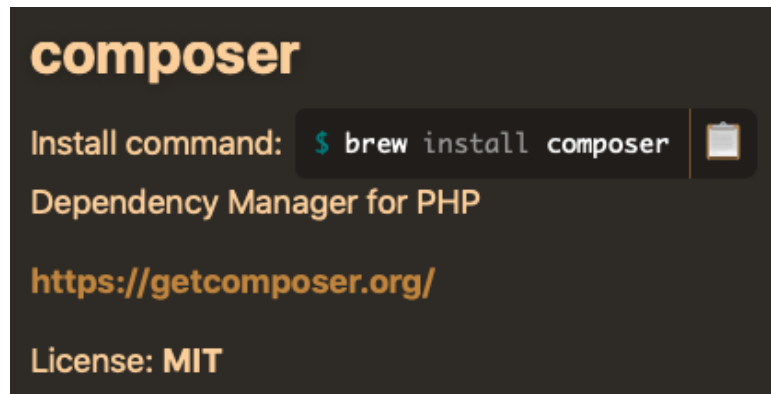 composer
Install command: $ brew install composer
Dependency Manager for PHP
https://getcomposer.org/
License: MIT